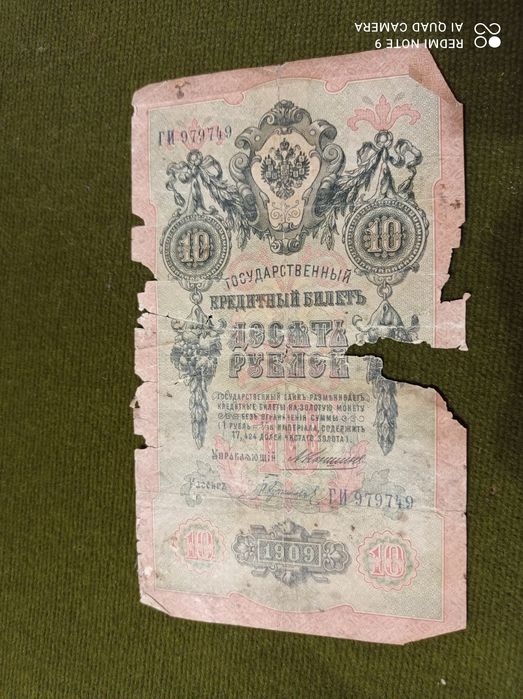 REDMI NOTE 9
AI QUAD CAMERA
ГИ 979749
10
10
ГОСУДАРСТВЕННЫЙ
КРЕДИТНЫЙ БИЛЕТЪ
ДЕСЯТЬ
РУБЛЕЙ
ГОСУДАРСТВЕННЫЙ БАНКЪ РАЗМѢНИВАЕТЪ
КРЕДИТНЫЕ БИЛЕТЫ НА ЗОЛОТУЮ МОНЕТУ
БЕЗЪ ОГРАНИЧЕНІЯ СУММЫ
(1 РУБЛЬ = 1/15 ИМПЕРІАЛА, СОДЕРЖИТЪ
17,424 ДОЛЕЙ ЧИСТАГО ЗОЛОТА).
УПРАВЛЯЮЩІЙ
КАССИРЪ
ГИ 979749
10
1909
10